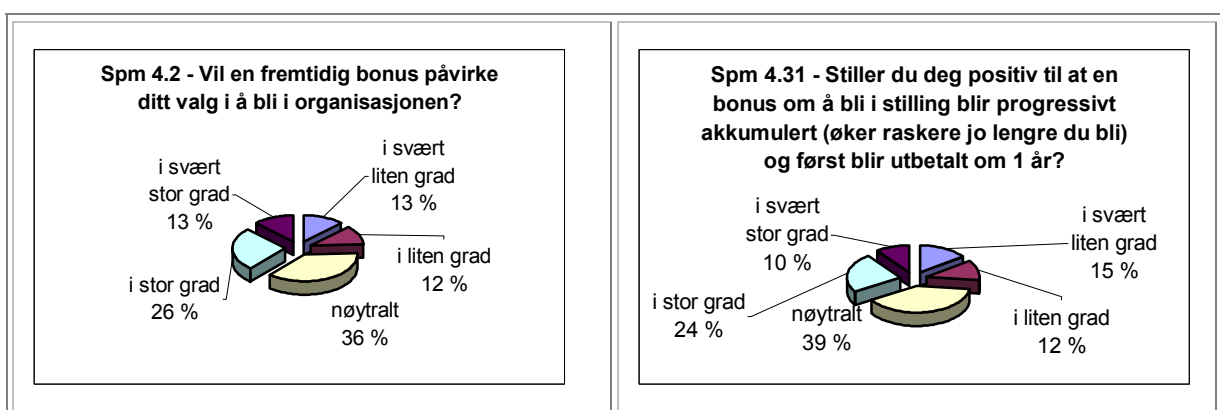 Spm 4.2 - Vil en fremtidig bonus påvirke
ditt valg i å bli i organisasjonen?
i svært
stor grad
13 %
i svært
liten grad
13 %
i liten grad
12 %
nøytralt
36 %
i stor grad
26 %
Spm 4.31 - Stiller du deg positiv til at en
bonus om å bli i stilling blir progressivt
akkumulert (øker raskere jo lengre du bli)
og først blir utbetalt om 1 år?
i svært
stor grad
10 %
i svært
liten grad
15 %
i liten grad
12 %
nøytralt
39 %
i stor grad
24 %